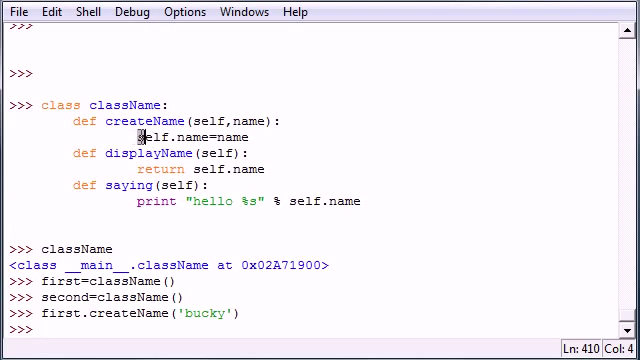 File Edit Shell Debug Options Windows Help
>>>
>>>
>>> class className:
def createName(self,name):
self.name=name
def displayName(self):
return self.name
def saying(self):
print "hello %s" % self.name
>>> className
<class __main__.className at 0x02A71900>
>>> first=className()
>>> second=className()
>>> first.createName('bucky')
>>>
Ln: 410 Col: 4